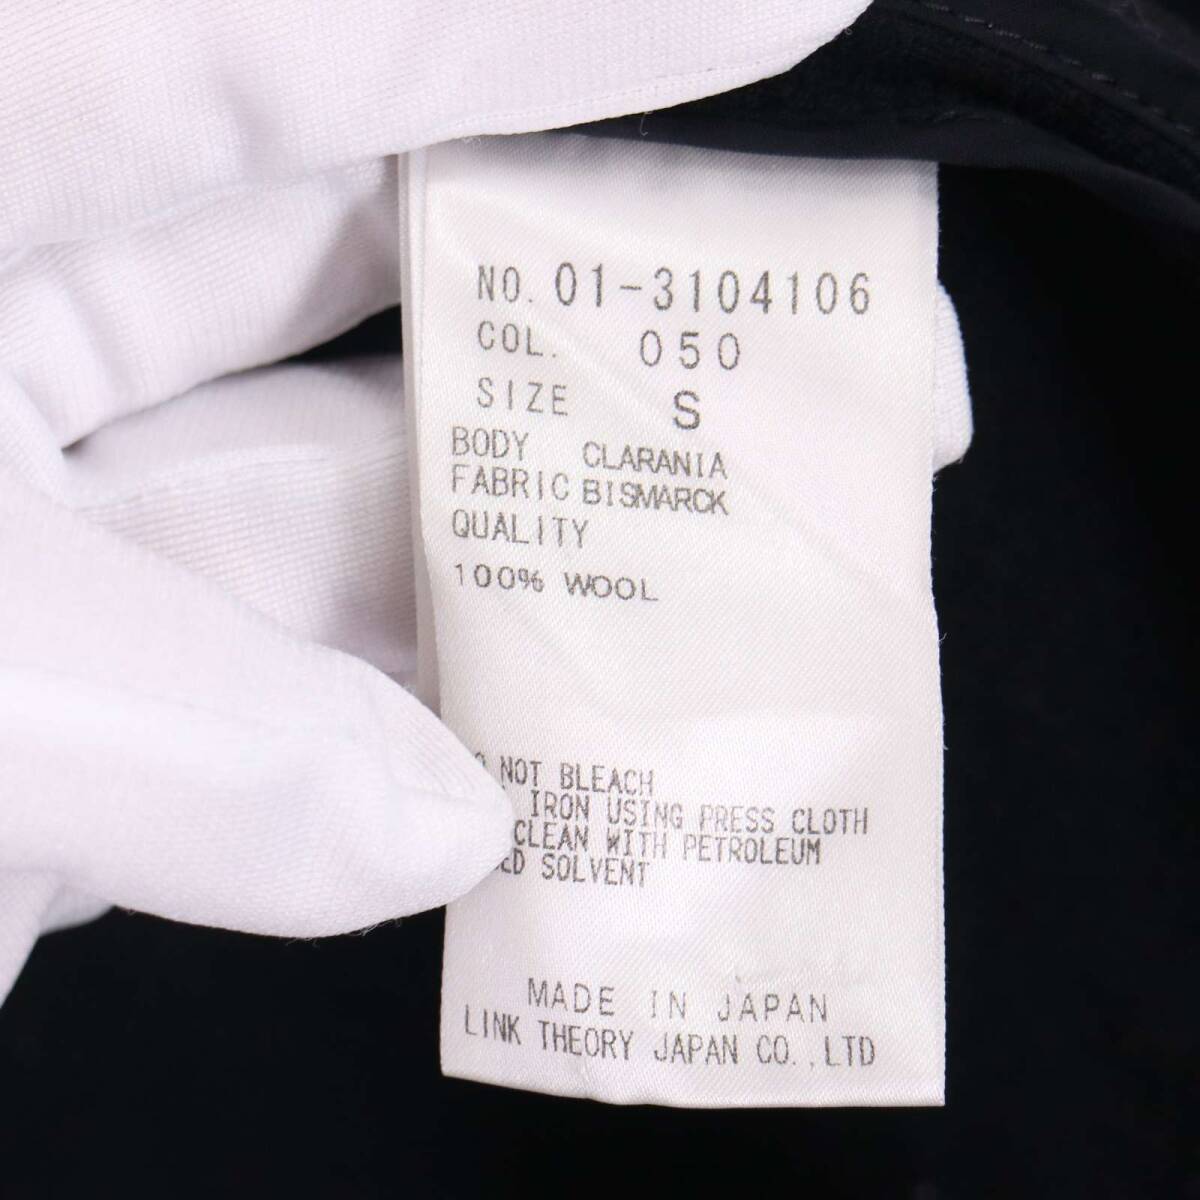 NO. 01-3104106
COL. 050
SIZE S
BODY CLARANIA
FABRIC BISMARCK
QUALITY
100% WOOL
NOT BLEACH
IRON USING PRESS CLOTH
CLEAN WITH PETROLEUM
SOLVENT
MADE IN JAPAN
LINK THEORY JAPAN CO.,LTD